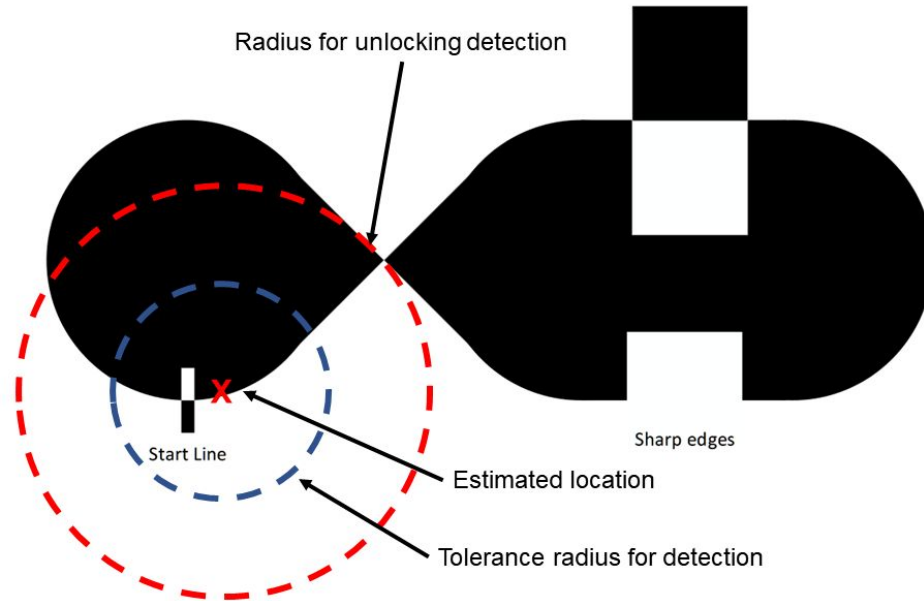 Radius for unlocking detection
X
Start Line
Sharp edges
Estimated location
Tolerance radius for detection